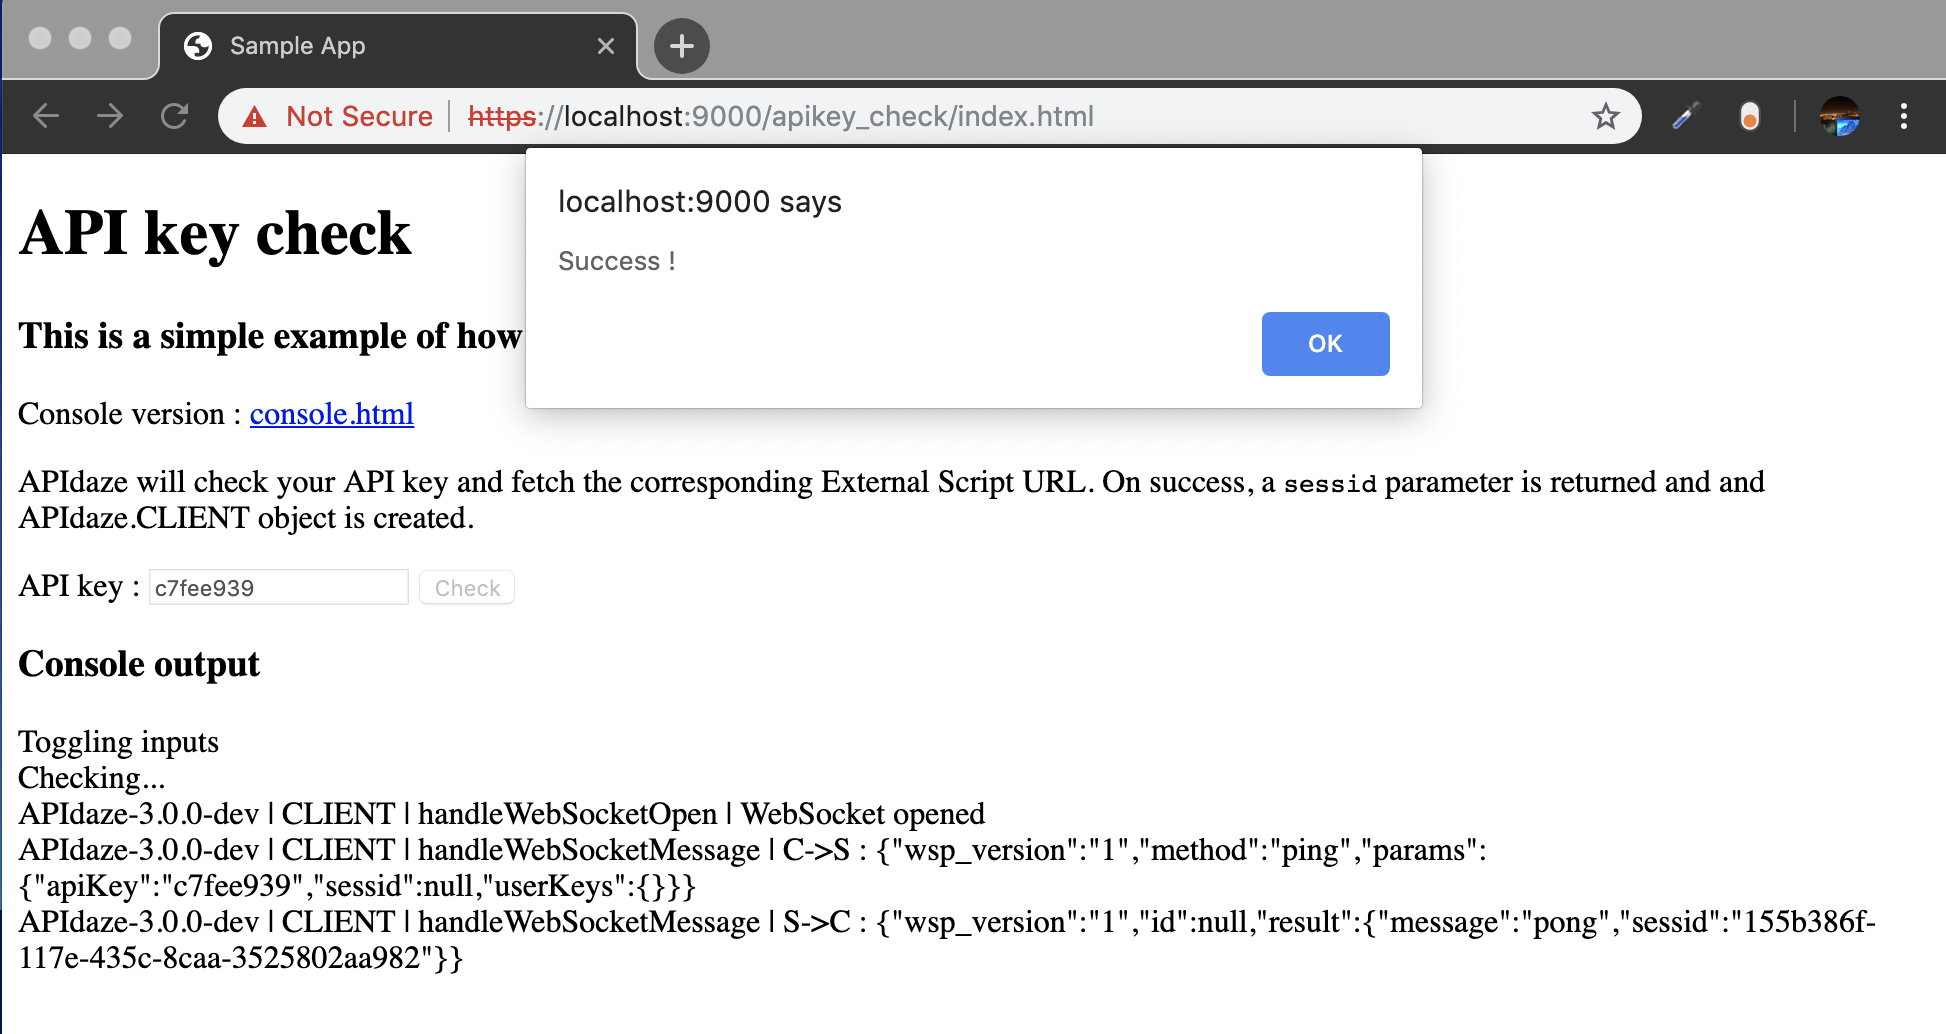 Sample App
Not Secure https://localhost:9000/apikey_check/index.html
localhost:9000 says
Success !
OK
API key check
This is a simple example of how
Console version : console.html
APIdaze will check your API key and fetch the corresponding External Script URL. On success, a sessid parameter is returned and and
APIdaze.CLIENT object is created.
API key : c7fee939 Check
Console output
Toggling inputs
Checking...
APIdaze-3.0.0-dev | CLIENT | handleWebSocketOpen | WebSocket opened
APIdaze-3.0.0-dev | CLIENT | handleWebSocketMessage | C->S : {"wsp_version":"1","method":"ping","params":
{"apiKey":"c7fee939","sessid":null,"userKeys":{}}}
APIdaze-3.0.0-dev | CLIENT | handleWebSocketMessage | S->C : {"wsp_version":"1","id":null,"result":{"message":"pong","sessid":"155b386f-
117e-435c-8caa-3525802aa982"}}